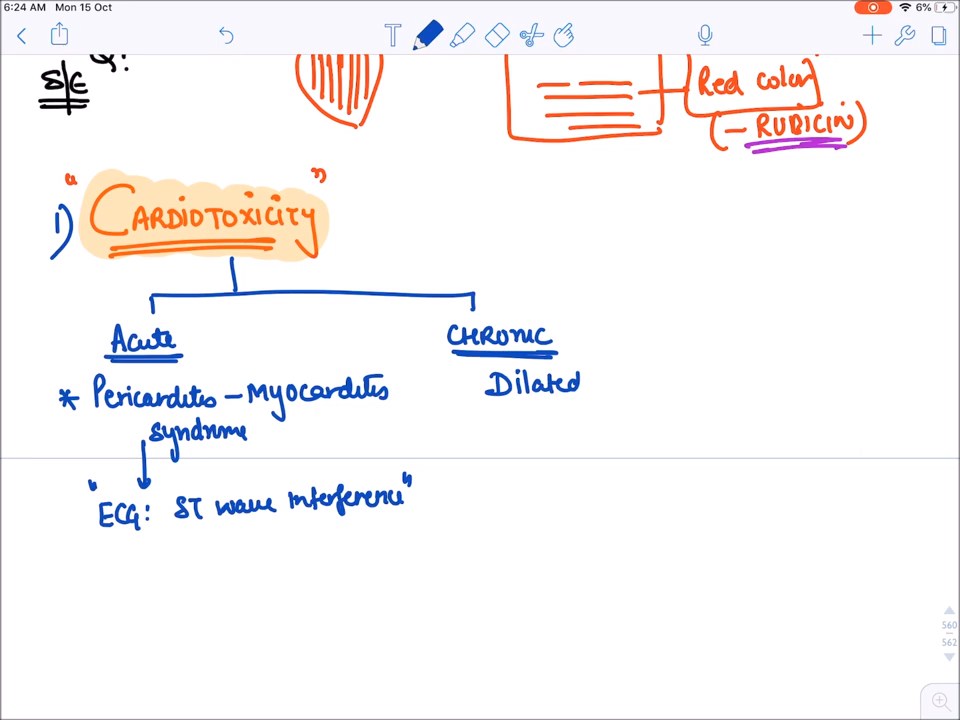 6:24 AM Mon 15 Oct
6%
T
Q!
S/E
Red color
(– RUBICIN)
1) "CARDIOTOXICITY"
Acute
CHRONIC
* Pericarditis – Myocarditis
syndrome
Dilated
"ECG: ST wave interference"
560
562